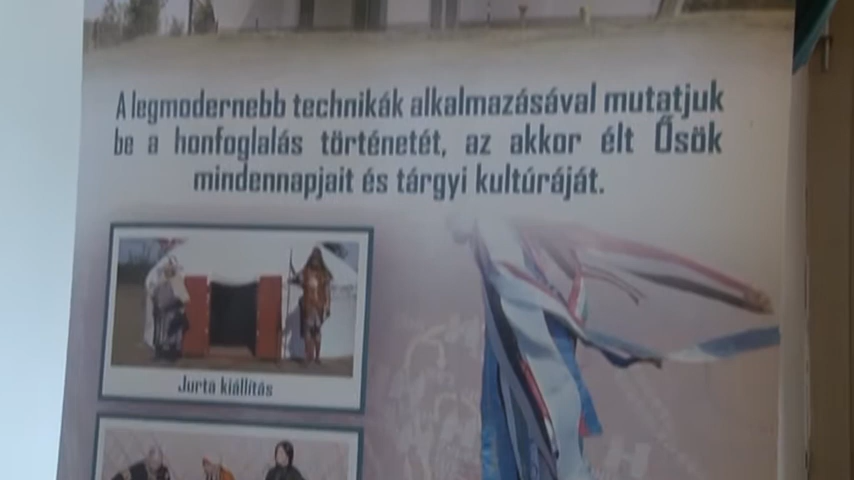 A legmodernebb technikák alkalmazásával mutatjuk
be a honfoglalás történetét, az akkor élt Ősök
mindennapjait és tárgyi kultúráját.
Jurta kiállítás